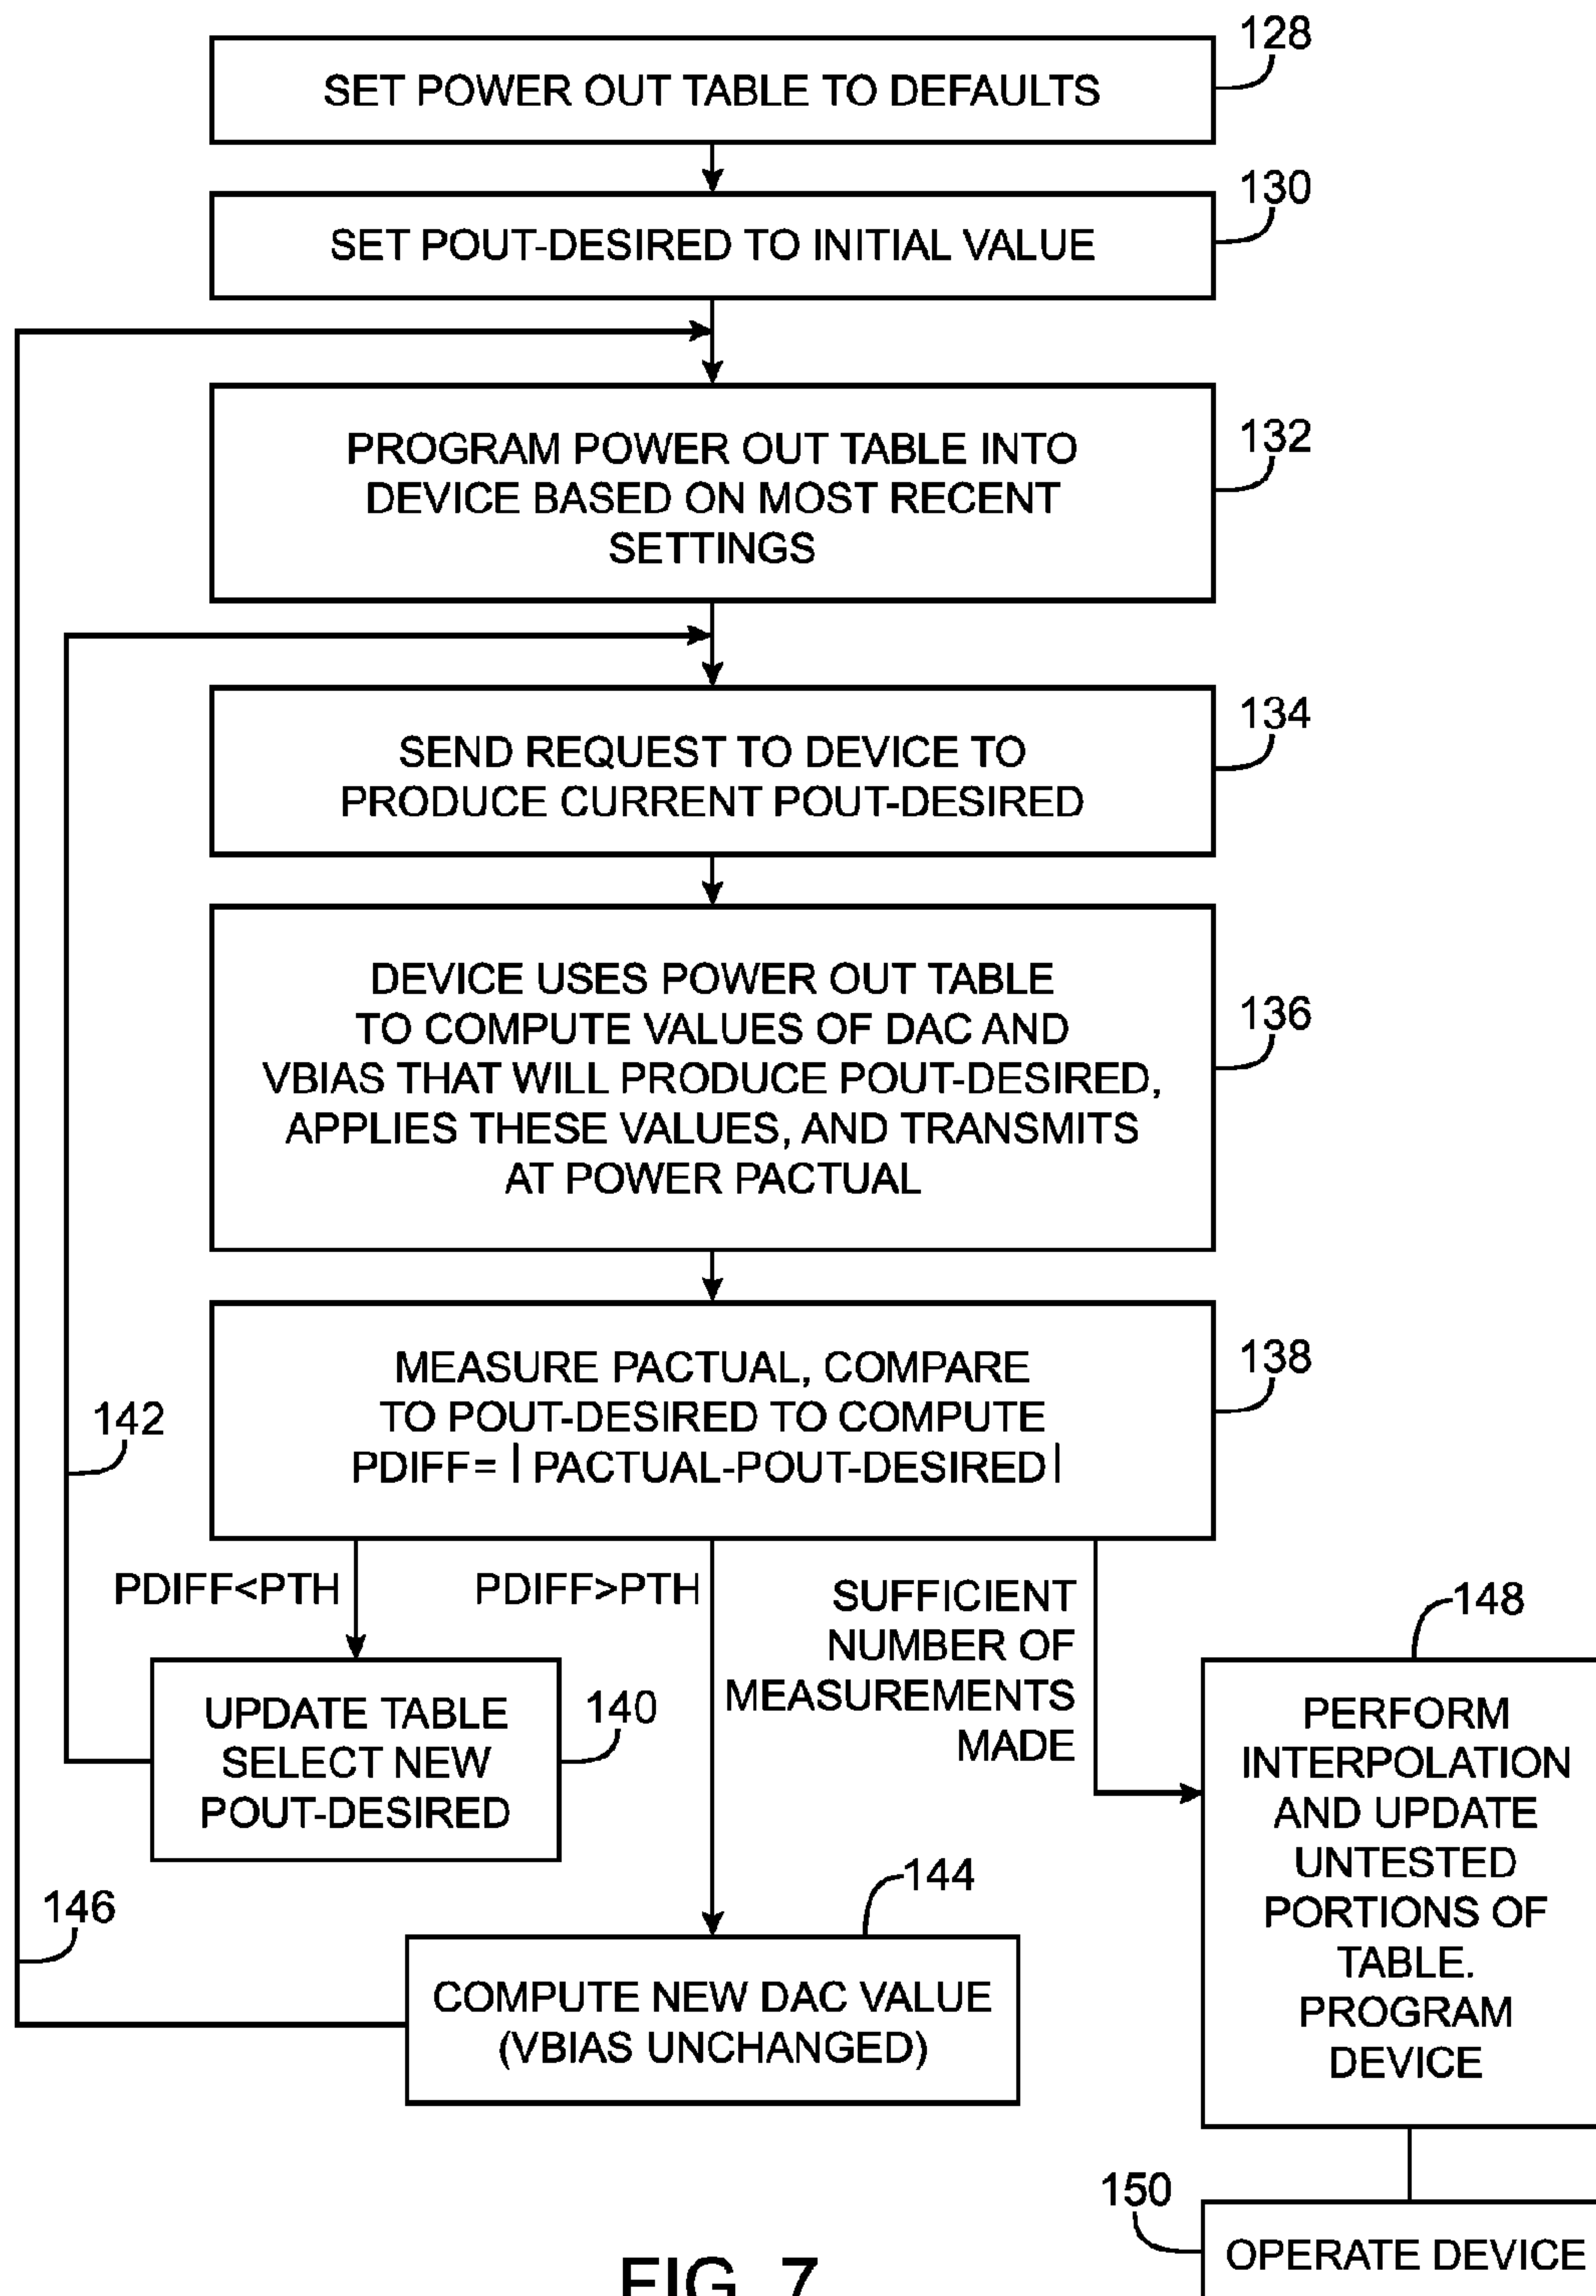 128
SET POWER OUT TABLE TO DEFAULTS
130
SET POUT-DESIRED TO INITIAL VALUE
132
PROGRAM POWER OUT TABLE INTO
DEVICE BASED ON MOST RECENT
SETTINGS
134
SEND REQUEST TO DEVICE TO
PRODUCE CURRENT POUT-DESIRED
136
DEVICE USES POWER OUT TABLE
TO COMPUTE VALUES OF DAC AND
VBIAS THAT WILL PRODUCE POUT-DESIRED,
APPLIES THESE VALUES, AND TRANSMITS
AT POWER PACTUAL
138
MEASURE PACTUAL, COMPARE
TO POUT-DESIRED TO COMPUTE
PDIFF= | PACTUAL-POUT-DESIRED |
142
PDIFF<PTH
PDIFF>PTH
SUFFICIENT
NUMBER OF
MEASUREMENTS
MADE
140
UPDATE TABLE
SELECT NEW
POUT-DESIRED
148
PERFORM
INTERPOLATION
AND UPDATE
UNTESTED
PORTIONS OF
TABLE.
PROGRAM
DEVICE
146
144
COMPUTE NEW DAC VALUE
(VBIAS UNCHANGED)
150
OPERATE DEVICE
FIG. 7